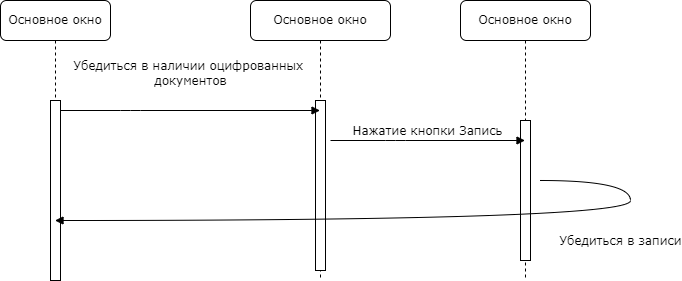 Основное окно
Основное окно
Основное окно
Убедиться в наличии оцифрованных
документов
Нажатие кнопки Запись
Убедиться в записи